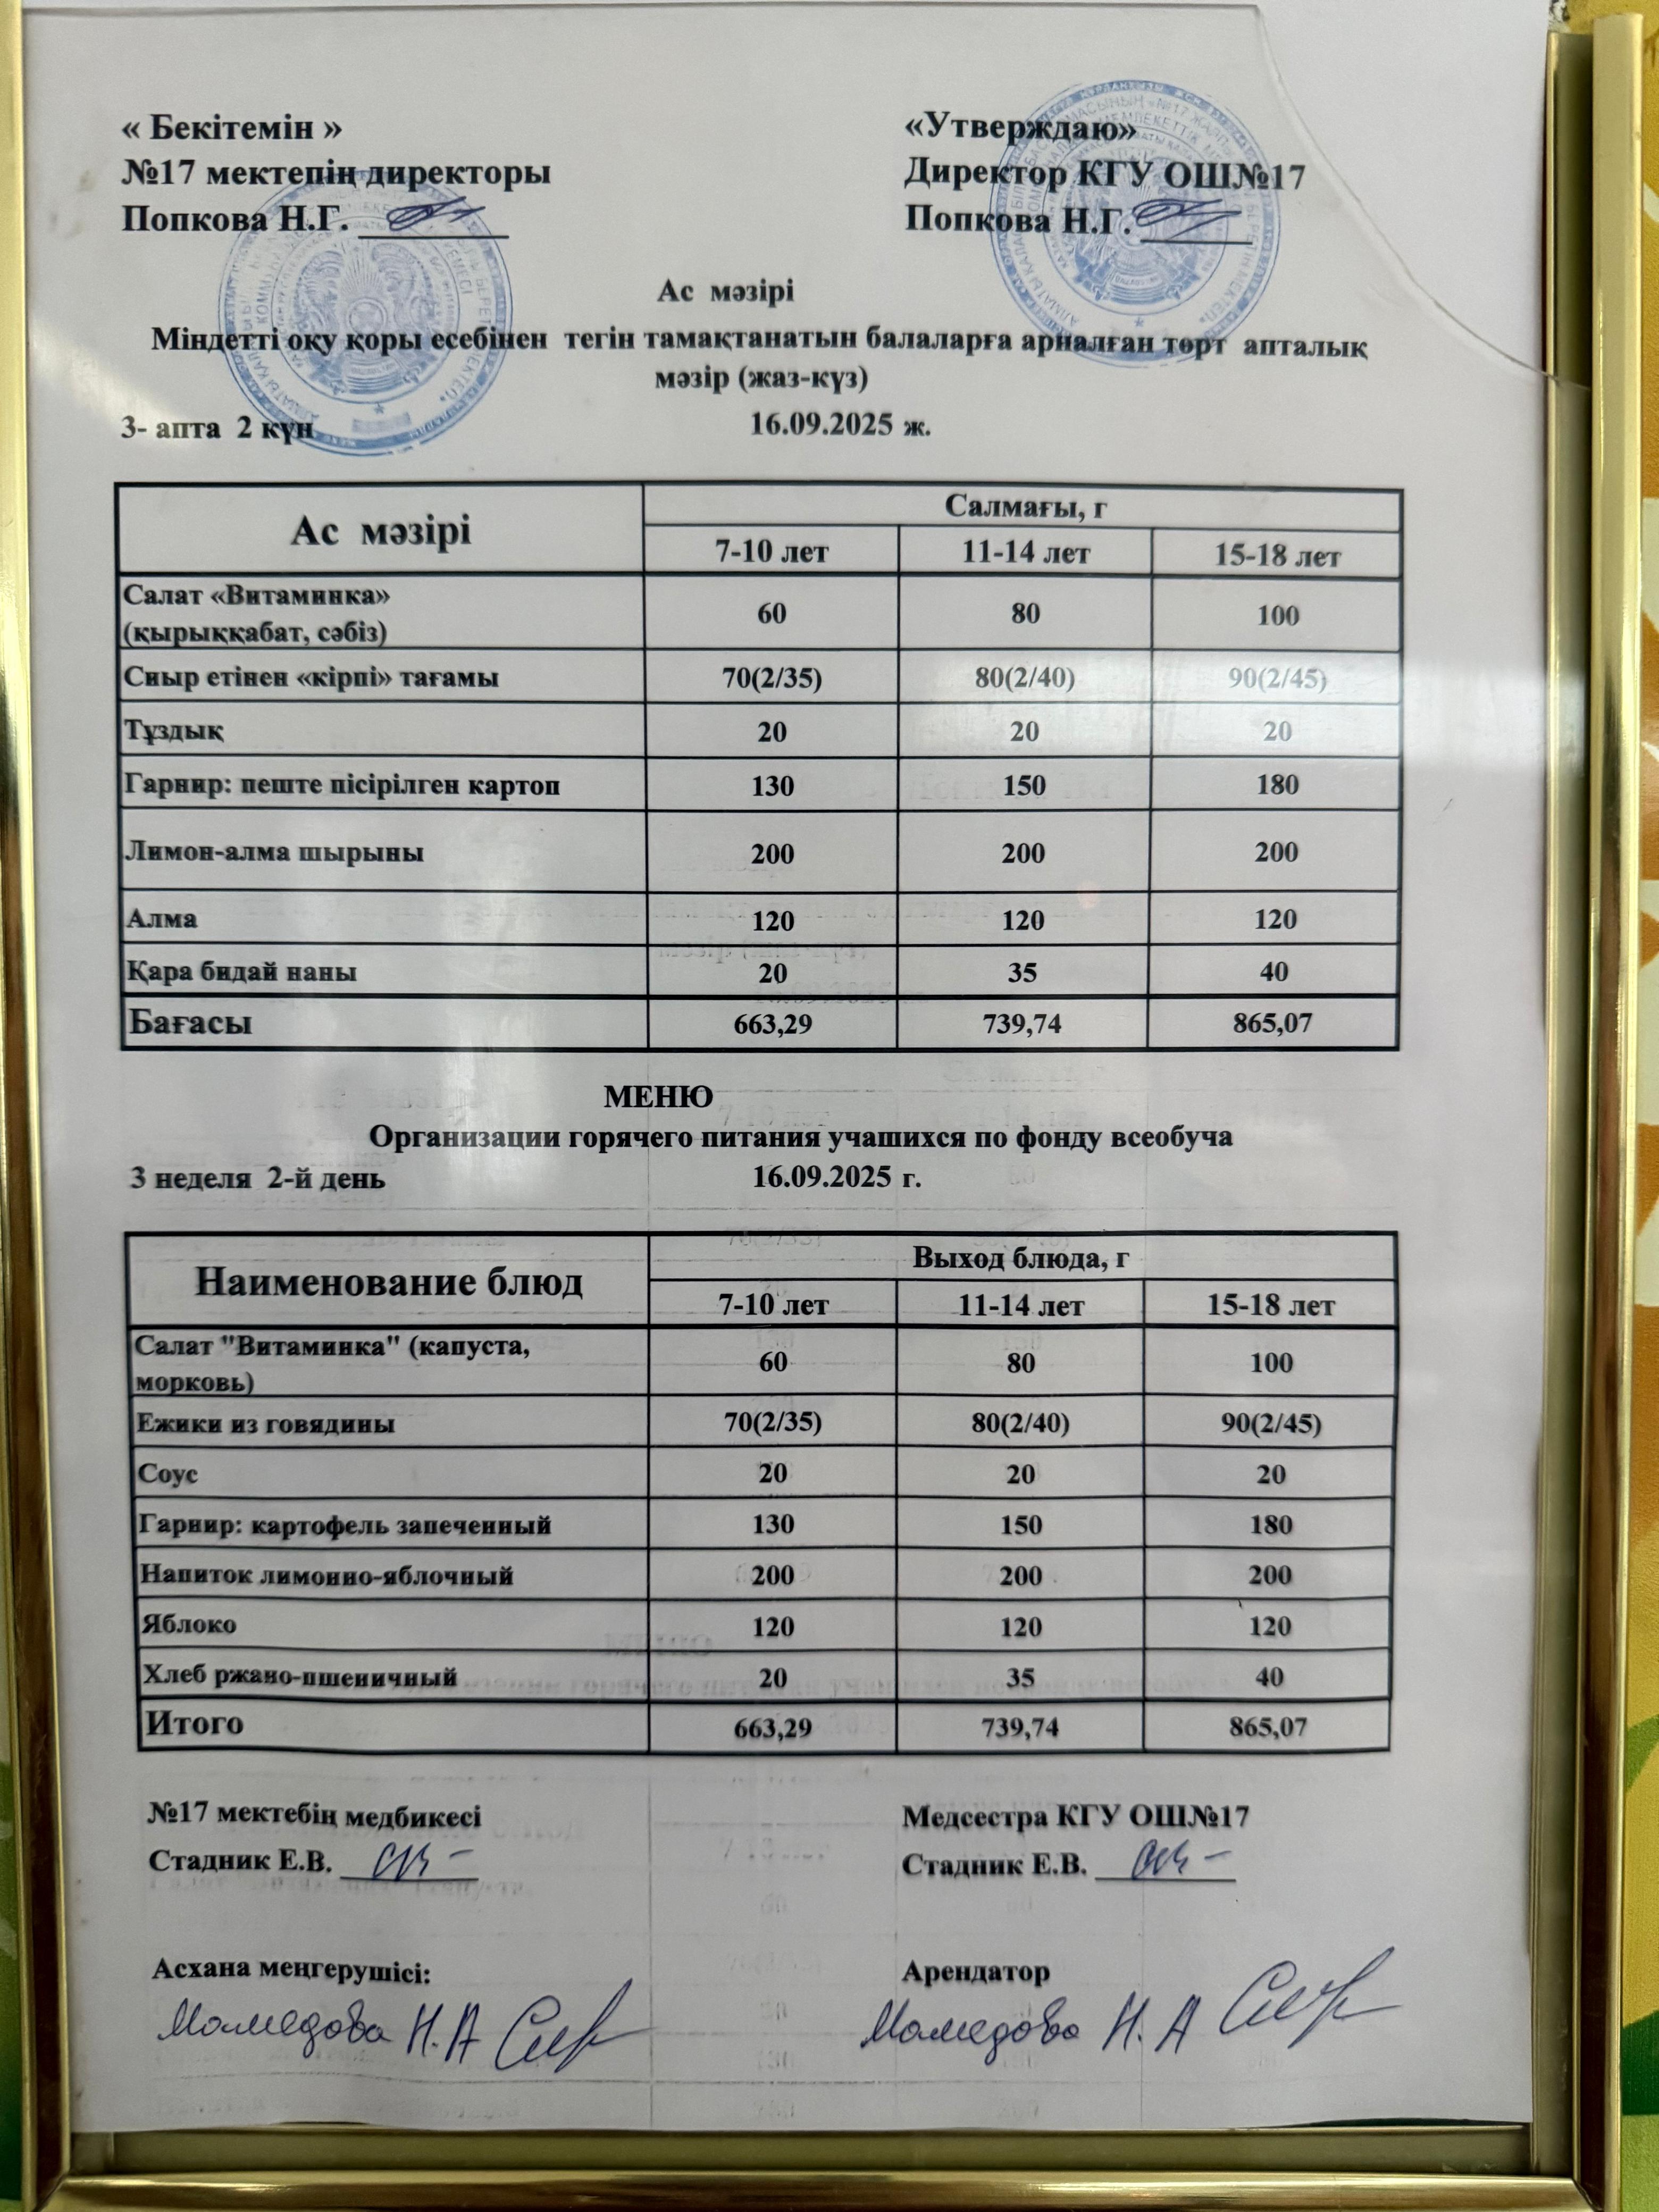 « Бекітемін » «Утверждаю»
№17 мектепің директоры Директор КГУ ОШ№17
Попкова Н.Г. Попкова Н.Г.
Ас мәзірі
Міндетті оқу қоры есебінен тегін тамақтанатын балаларға арналған төрт апталық
мәзір (жаз-күз)
3- апта 2 күн 16.09.2025 ж.
Ас мәзірі Салмағы, г
7-10 лет 11-14 лет 15-18 лет
Салат «Витаминка»
(қырыққабат, сәбіз) 60 80 100
Сиыр етінен «кірпі» тағамы 70(2/35) 80(2/40) 90(2/45)
Тұздық 20 20 20
Гарнир: пеште пісірілген картоп 130 150 180
Лимон-алма шырыны 200 200 200
Алма 120 120 120
Қара бидай наны 20 35 40
Бағасы 663,29 739,74 865,07
МЕНЮ
Организации горячего питания учашихся по фонду всеобуча
3 неделя 2-й день 16.09.2025 г.
Наименование блюд Выход блюда, г
7-10 лет 11-14 лет 15-18 лет
Салат "Витаминка" (капуста,
морковь) 60 80 100
Ежики из говядины 70(2/35) 80(2/40) 90(2/45)
Соус 20 20 20
Гарнир: картофель запеченный 130 150 180
Напиток лимонно-яблочный 200 200 200
Яблоко 120 120 120
Хлеб ржано-пшеничный 20 35 40
Итого 663,29 739,74 865,07
№17 мектебің медбикесі Медсестра КГУ ОШ№17
Стадник Е.В. Стадник Е.В.
Асхана меңгерушісі: Арендатор
Мамедова Н.А Мамедова Н.А